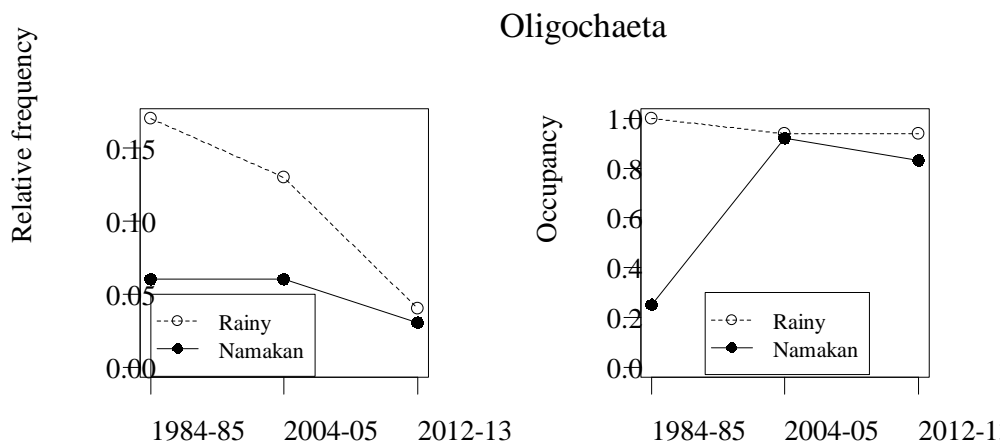 Oligochaeta
Relative frequency
0.15
0.10
0.05
0.00
Rainy
Namakan
1984-85 2004-05 2012-13
Occupancy
1.0
0.8
0.6
0.4
0.2
0.0
Rainy
Namakan
1984-85 2004-05 2012-1